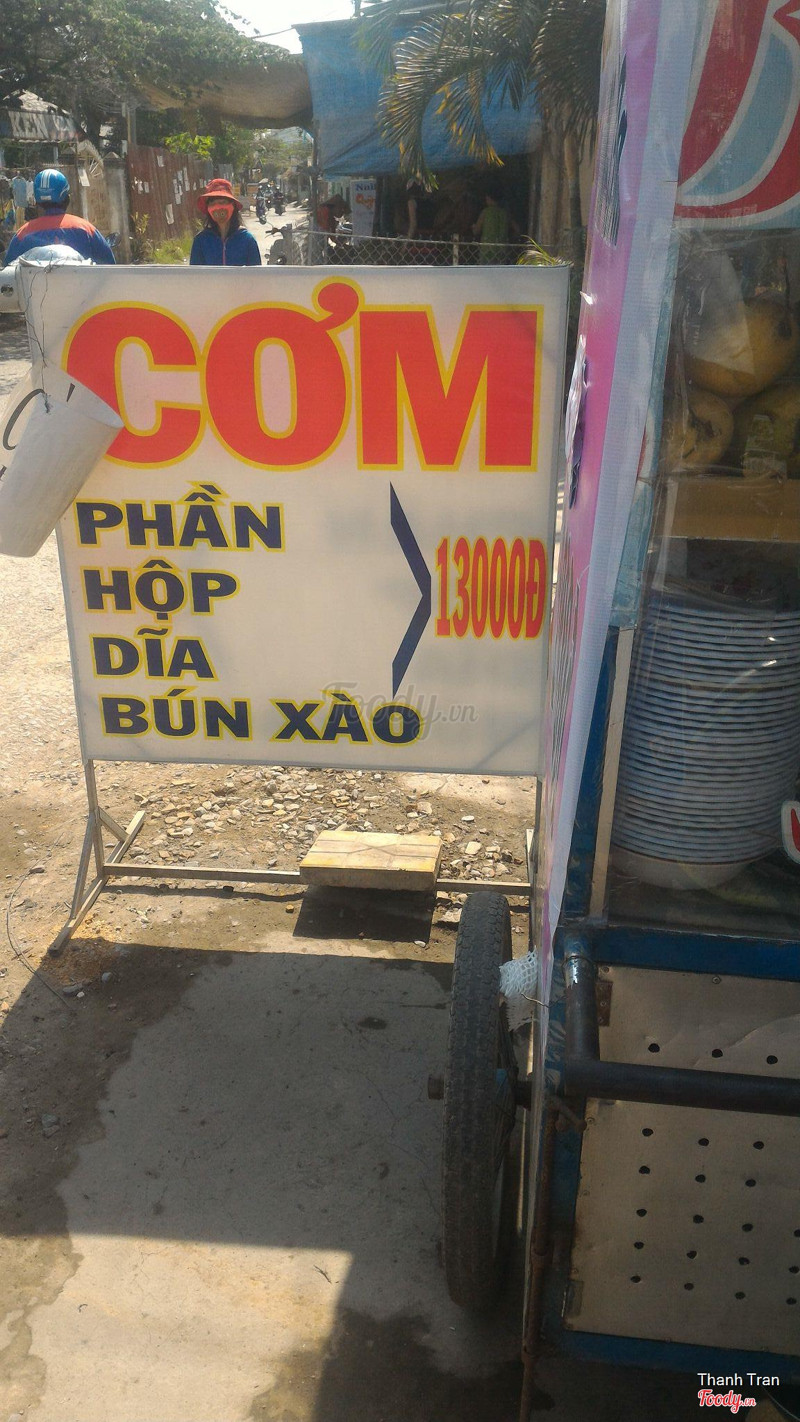 CƠM
PHẦN
HỘP
DĨA
BÚN XÀO
13000Đ
Foody.vn
Thanh Tran
Foody.vn